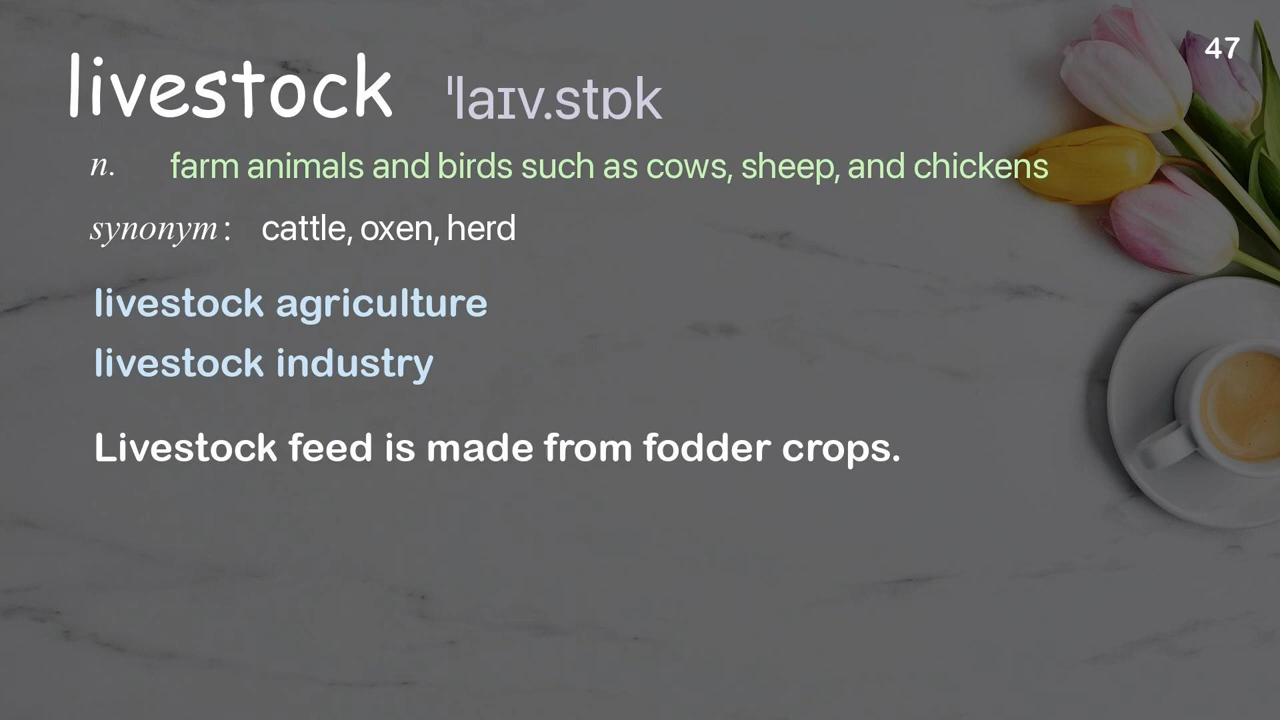 47
livestock ˈlaɪv.stɒk
n. farm animals and birds such as cows, sheep, and chickens
synonym : cattle, oxen, herd
livestock agriculture
livestock industry
Livestock feed is made from fodder crops.